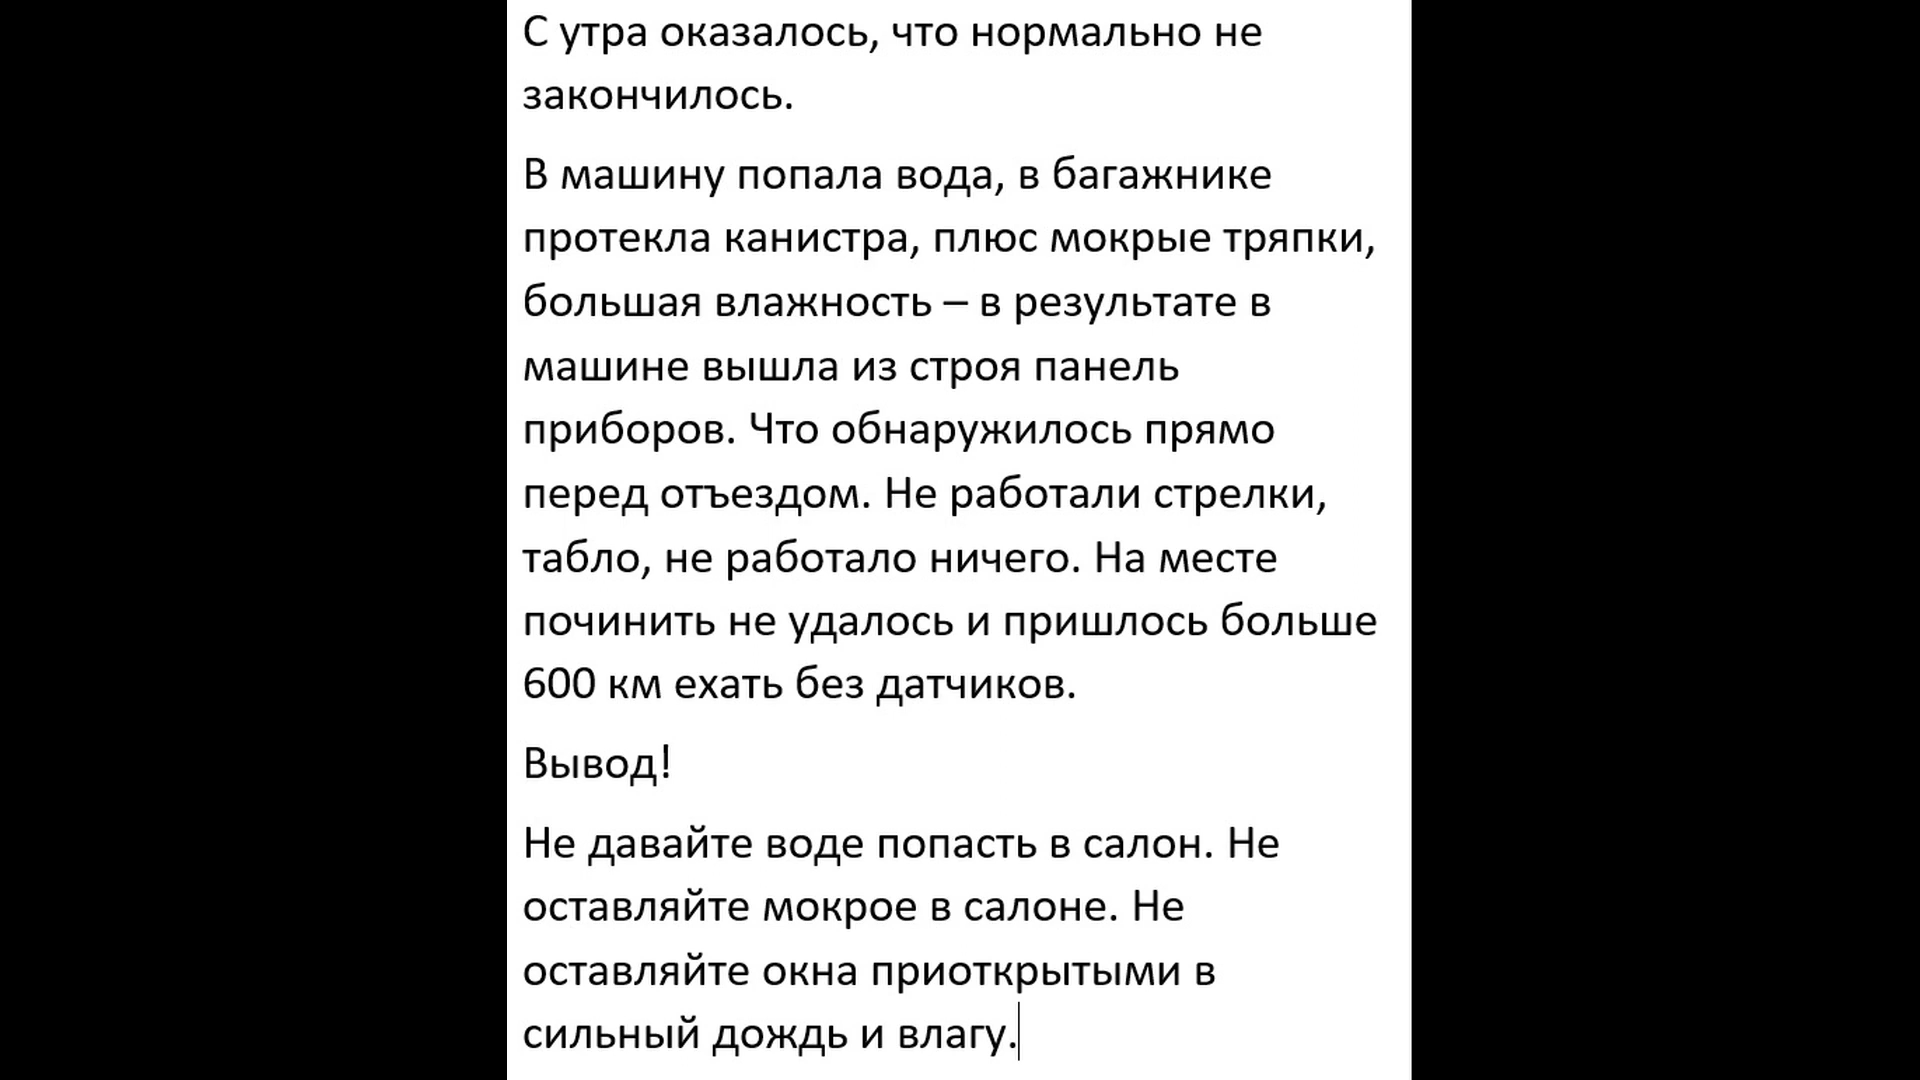 С утра оказалось, что нормально не
закончилось.
В машину попала вода, в багажнике
протекла канистра, плюс мокрые тряпки,
большая влажность – в результате в
машине вышла из строя панель
приборов. Что обнаружилось прямо
перед отъездом. Не работали стрелки,
табло, не работало ничего. На месте
починить не удалось и пришлось больше
600 км ехать без датчиков.
Вывод!
Не давайте воде попасть в салон. Не
оставляйте мокрое в салоне. Не
оставляйте окна приоткрытыми в
сильный дождь и влагу.